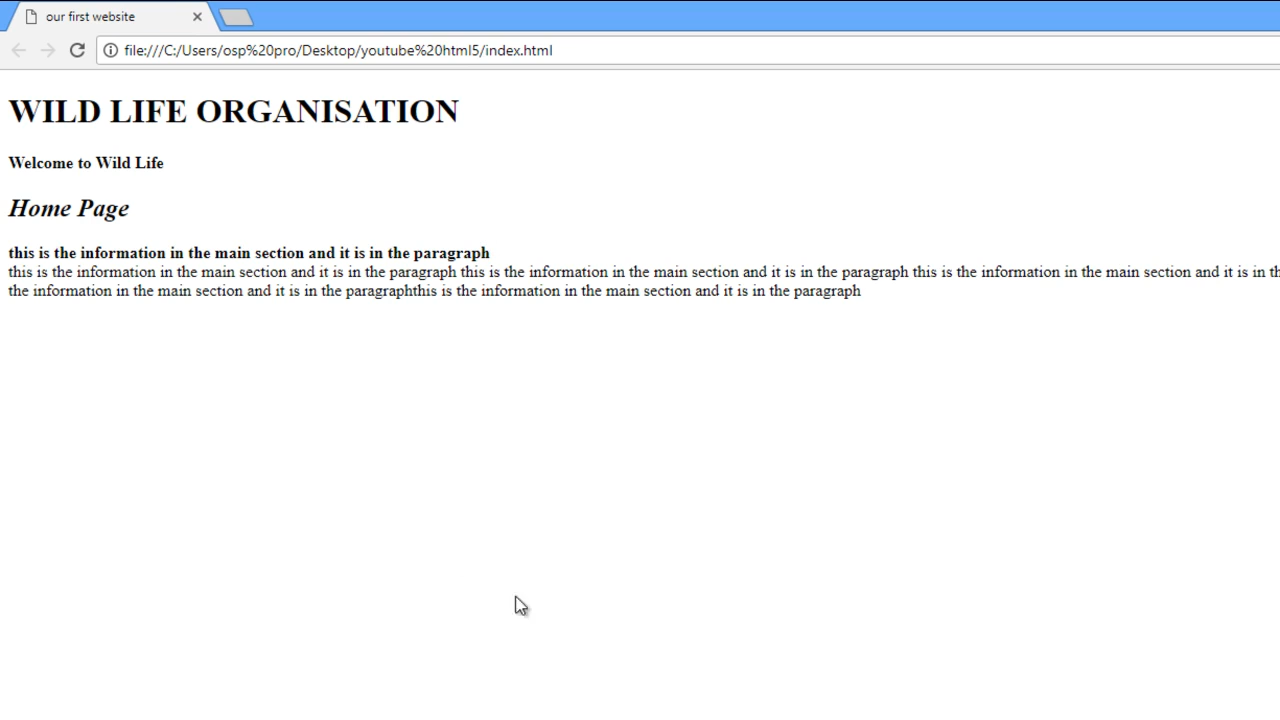 our first website
file:///C:/Users/osp%20pro/Desktop/youtube%20html5/index.html
WILD LIFE ORGANISATION
Welcome to Wild Life
Home Page
this is the information in the main section and it is in the paragraph
this is the information in the main section and it is in the paragraph this is the information in the main section and it is in the paragraph this is the information in the main section and it is in th
the information in the main section and it is in the paragraphthis is the information in the main section and it is in the paragraph